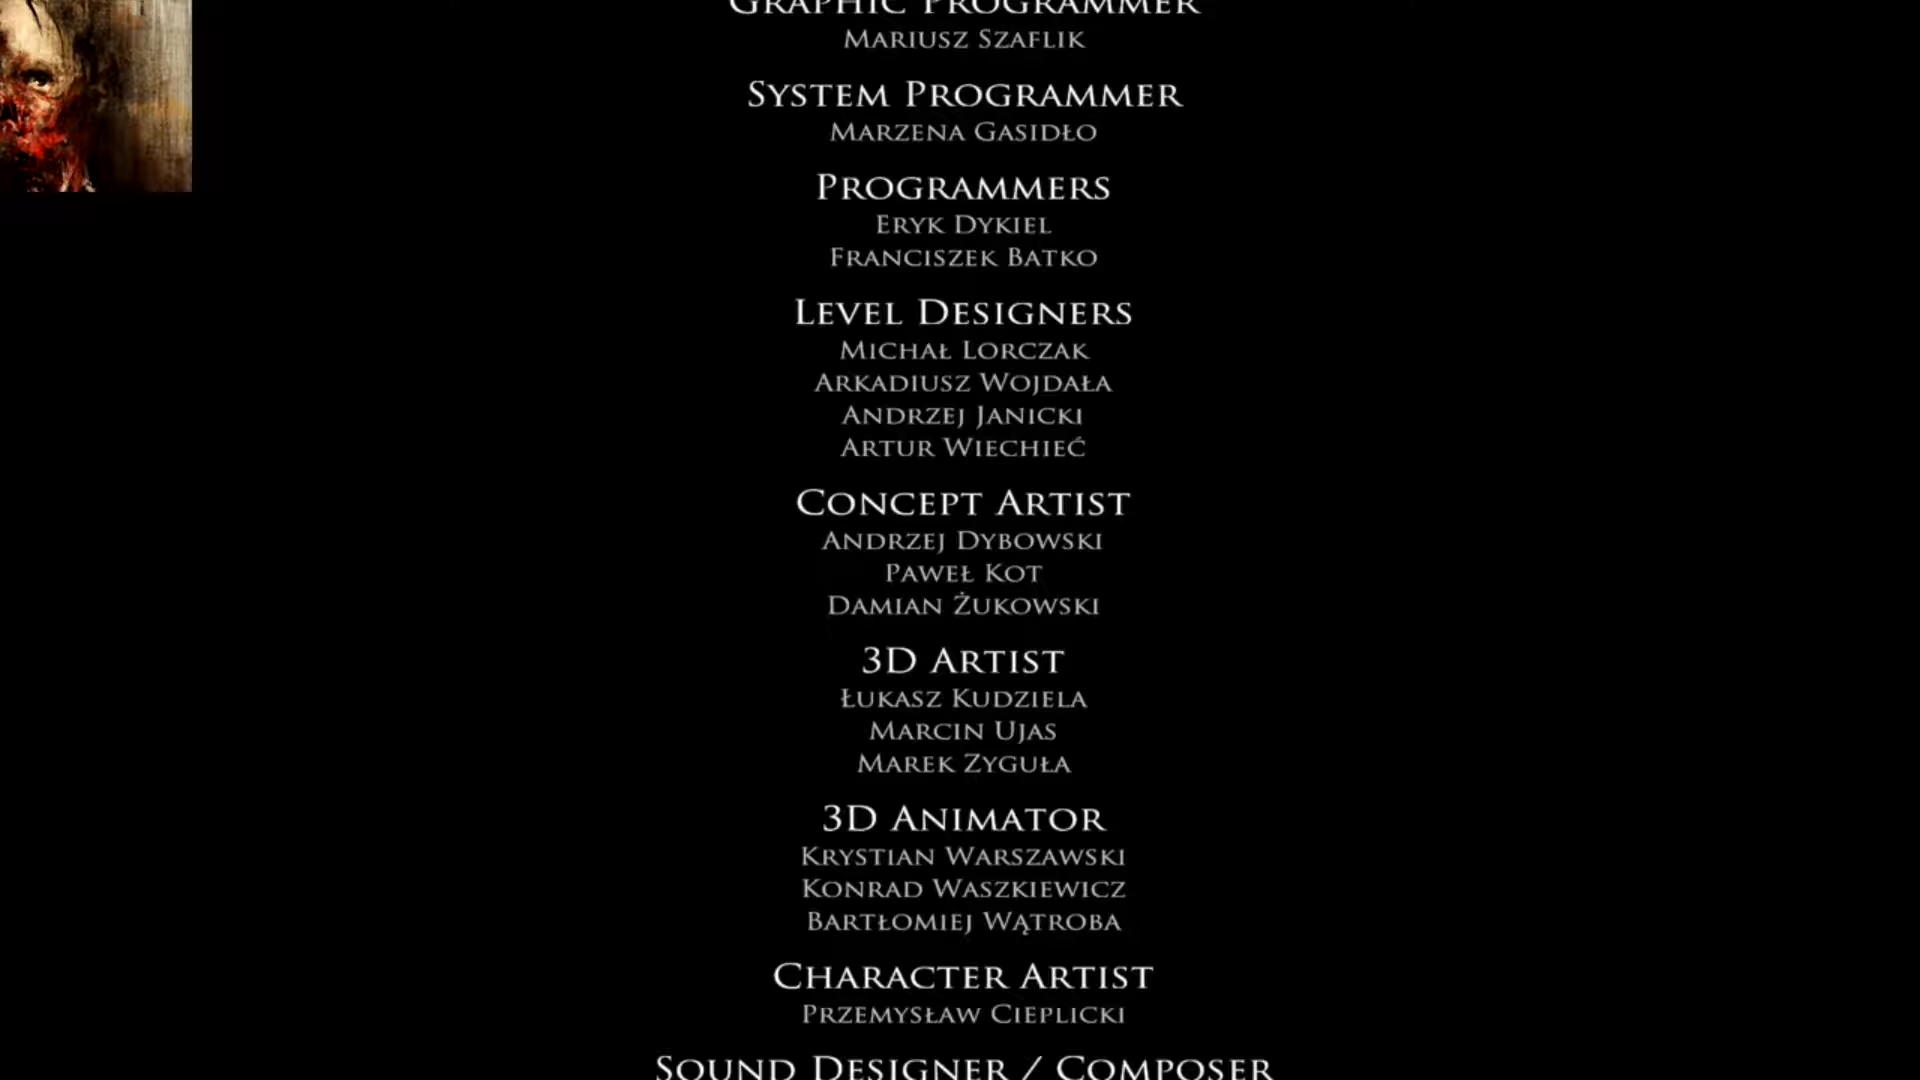 Graphic Programmer
Mariusz Szaflik
System Programmer
Marzena Gasidło
Programmers
Eryk Dykiel
Franciszek Batko
Level Designers
Michał Lorczak
Arkadiusz Wojdała
Andrzej Janicki
Artur Wiechieć
Concept Artist
Andrzej Dybowski
Paweł Kot
Damian Żukowski
3D Artist
Łukasz Kudziela
Marcin Ujas
Marek Zyguła
3D Animator
Krystian Warszawski
Konrad Waszkiewicz
Bartłomiej Wątroba
Character Artist
Przemysław Cieplicki
Sound Designer / Composer